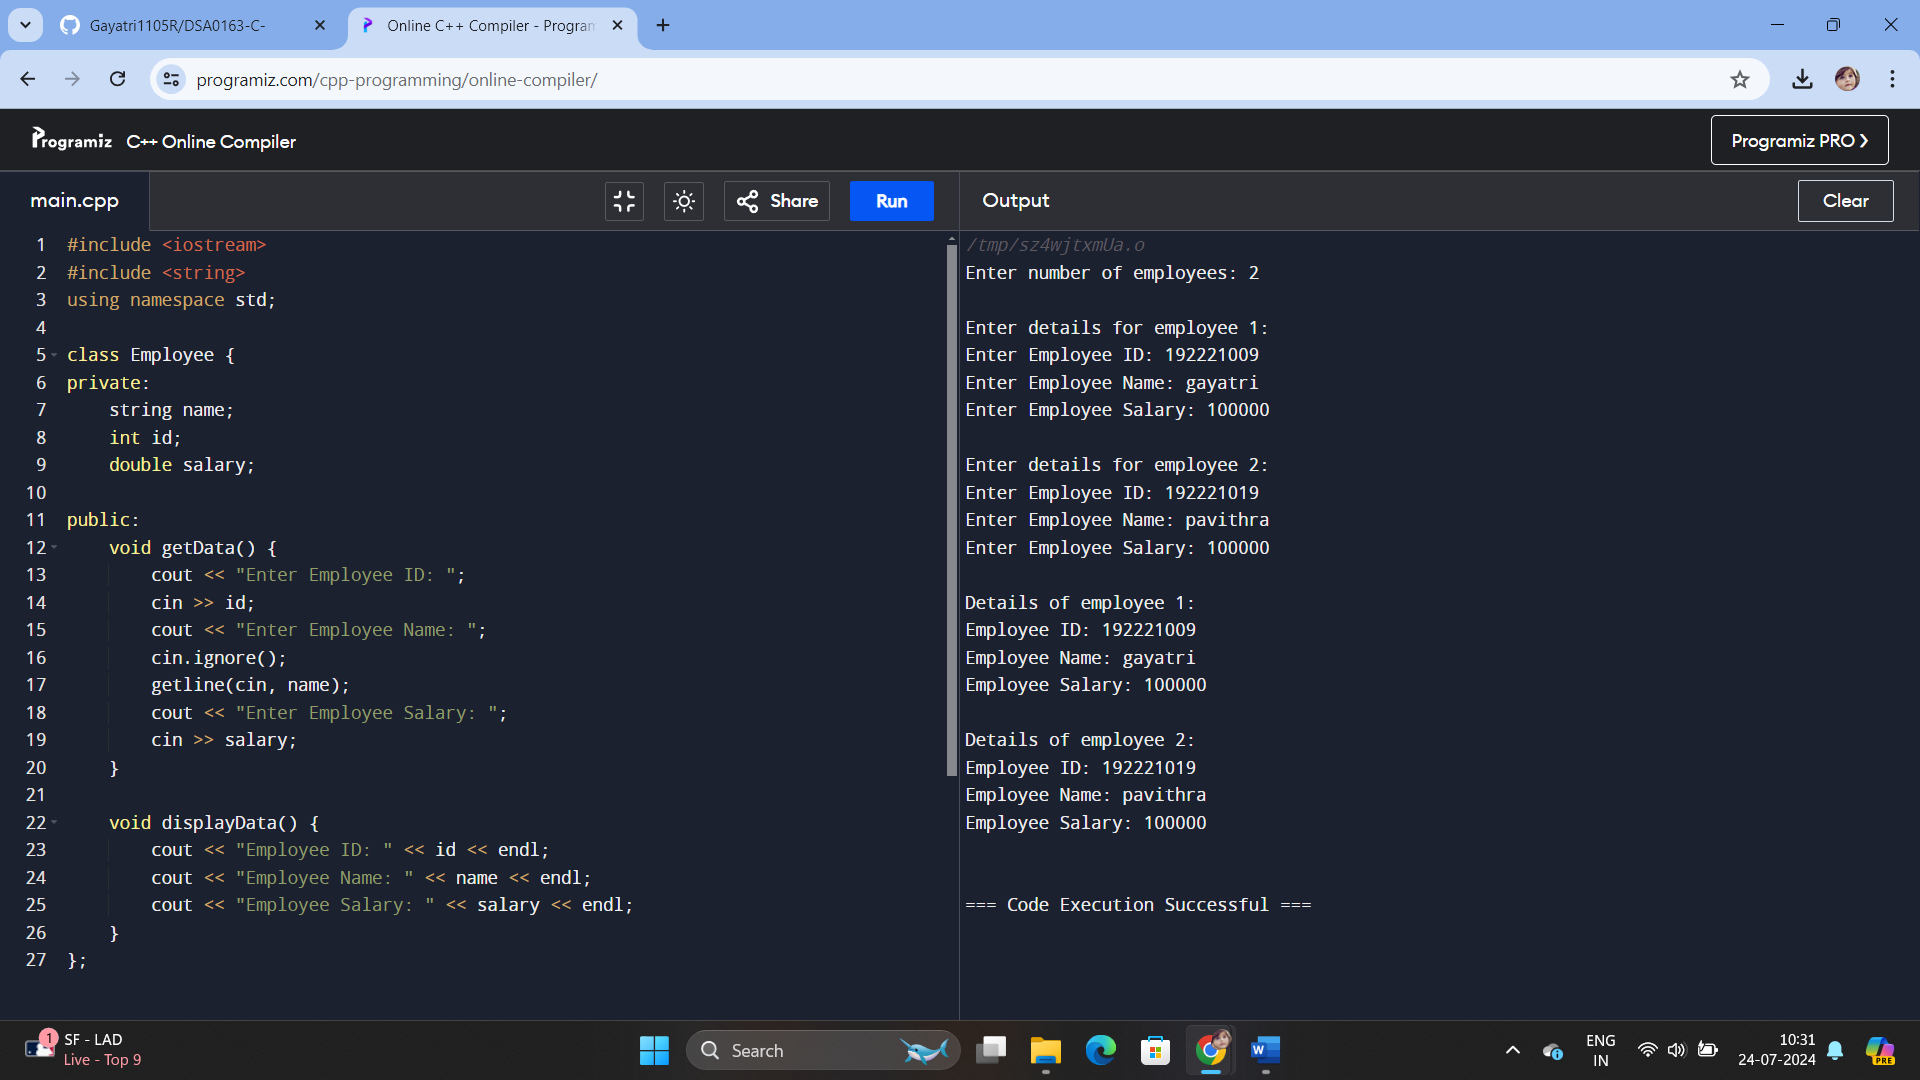 Gayatri1105R/DSA0163-C-
Online C++ Compiler - Program
programiz.com/cpp-programming/online-compiler/
Programiz C++ Online Compiler
Programiz PRO ❯
main.cpp
Share
Run
Output
Clear
1 #include <iostream>
2 #include <string>
3 using namespace std;
4
5 class Employee {
6 private:
7 string name;
8 int id;
9 double salary;
10
11 public:
12 void getData() {
13 cout << "Enter Employee ID: ";
14 cin >> id;
15 cout << "Enter Employee Name: ";
16 cin.ignore();
17 getline(cin, name);
18 cout << "Enter Employee Salary: ";
19 cin >> salary;
20 }
21
22 void displayData() {
23 cout << "Employee ID: " << id << endl;
24 cout << "Employee Name: " << name << endl;
25 cout << "Employee Salary: " << salary << endl;
26 }
27 };
/tmp/sz4wjtxmUa.o
Enter number of employees: 2
Enter details for employee 1:
Enter Employee ID: 192221009
Enter Employee Name: gayatri
Enter Employee Salary: 100000
Enter details for employee 2:
Enter Employee ID: 192221019
Enter Employee Name: pavithra
Enter Employee Salary: 100000
Details of employee 1:
Employee ID: 192221009
Employee Name: gayatri
Employee Salary: 100000
Details of employee 2:
Employee ID: 192221019
Employee Name: pavithra
Employee Salary: 100000
=== Code Execution Successful ===
1
SF - LAD
Live - Top 9
Search
W
ENG
IN
10:31
24-07-2024
PRE